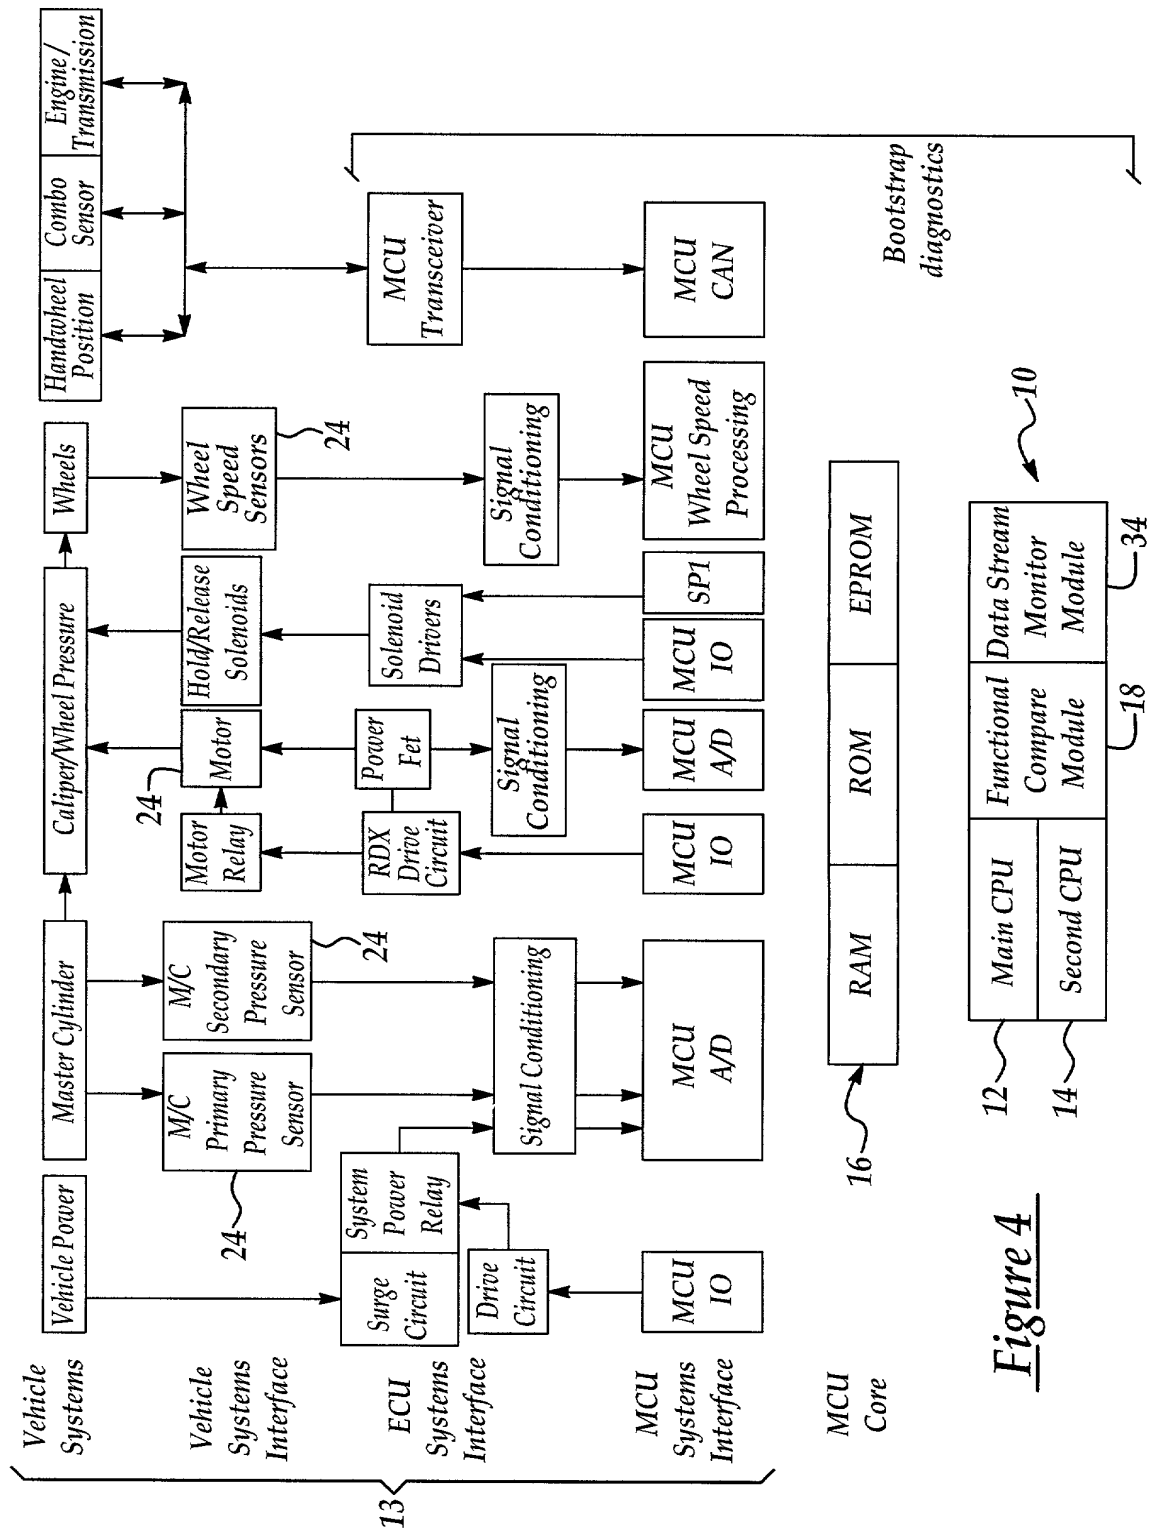 Vehicle
Systems
Vehicle Power
Master Cylinder
Caliper/Wheel Pressure
Wheels
Handwheel
Position
Combo
Sensor
Engine/
Transmission
Vehicle
Systems
Interface
24
M/C
Primary
Pressure
Sensor
M/C
Secondary
Pressure
Sensor
24
Motor
Relay
24
Motor
Hold/Release
Solenoids
Wheel
Speed
Sensors
24
13
ECU
Systems
Interface
Surge
Circuit
System
Power
Relay
Drive
Circuit
Signal Conditioning
RDX
Drive
Circuit
Power
Fet
Signal
Conditioning
Solenoid
Drivers
Signal
Conditioning
MCU
Transceiver
MCU
Systems
Interface
MCU
IO
MCU
A/D
MCU
IO
MCU
A/D
MCU
IO
SP1
MCU
Wheel Speed
Processing
MCU
CAN
MCU
Core
16
RAM
ROM
EPROM
Bootstrap
diagnostics
12
14
Main CPU
Second CPU
Functional
Compare
Module
18
Data Stream
Monitor
Module
34
10
Figure 4